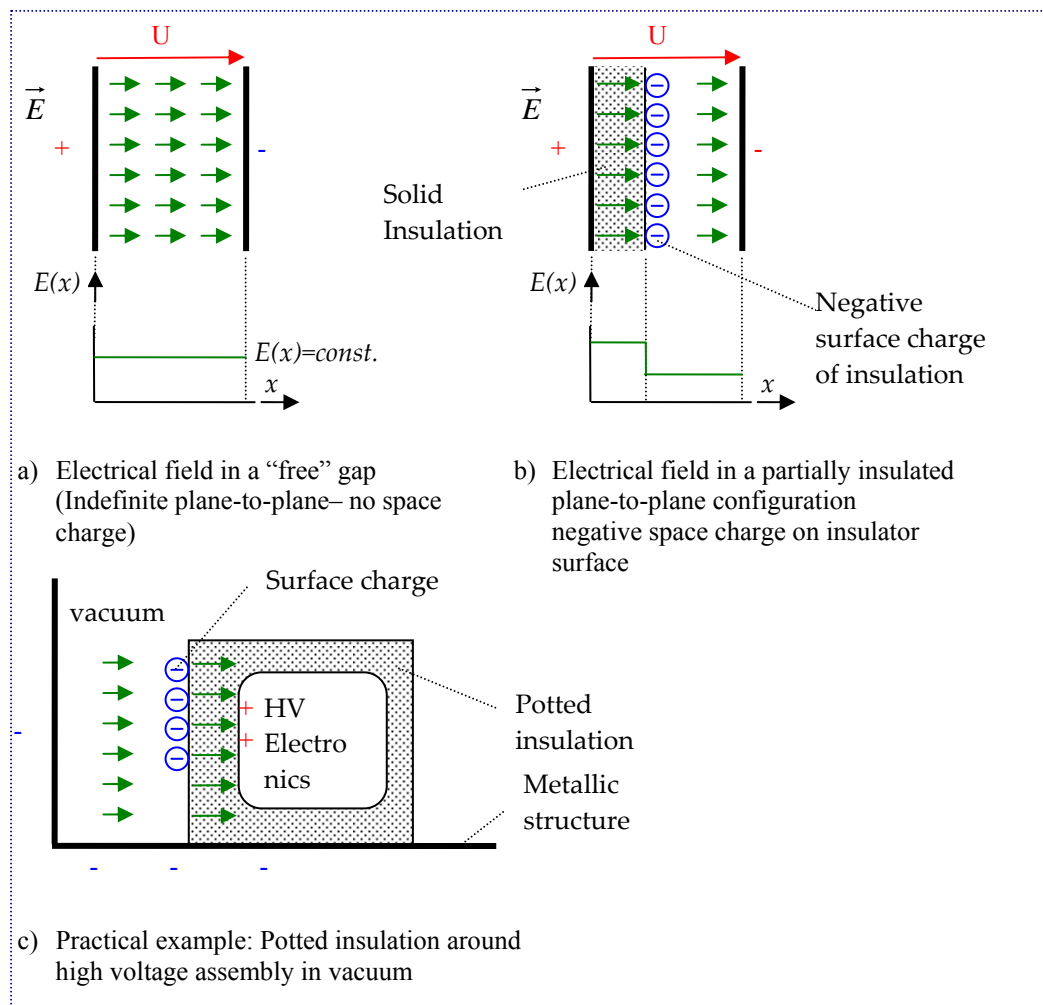 U
E
+
-
E(x)
E(x)=const.
x
a) Electrical field in a “free” gap
(Indefinite plane-to-plane– no space
charge)
U
E
+
-
Solid
Insulation
E(x)
Negative
surface charge
of insulation
x
b) Electrical field in a partially insulated
plane-to-plane configuration
negative space charge on insulator
surface
Surface charge
vacuum
-
+ HV
+ Electro
nics
Potted
insulation
Metallic
structure
- - -
c) Practical example: Potted insulation around
high voltage assembly in vacuum